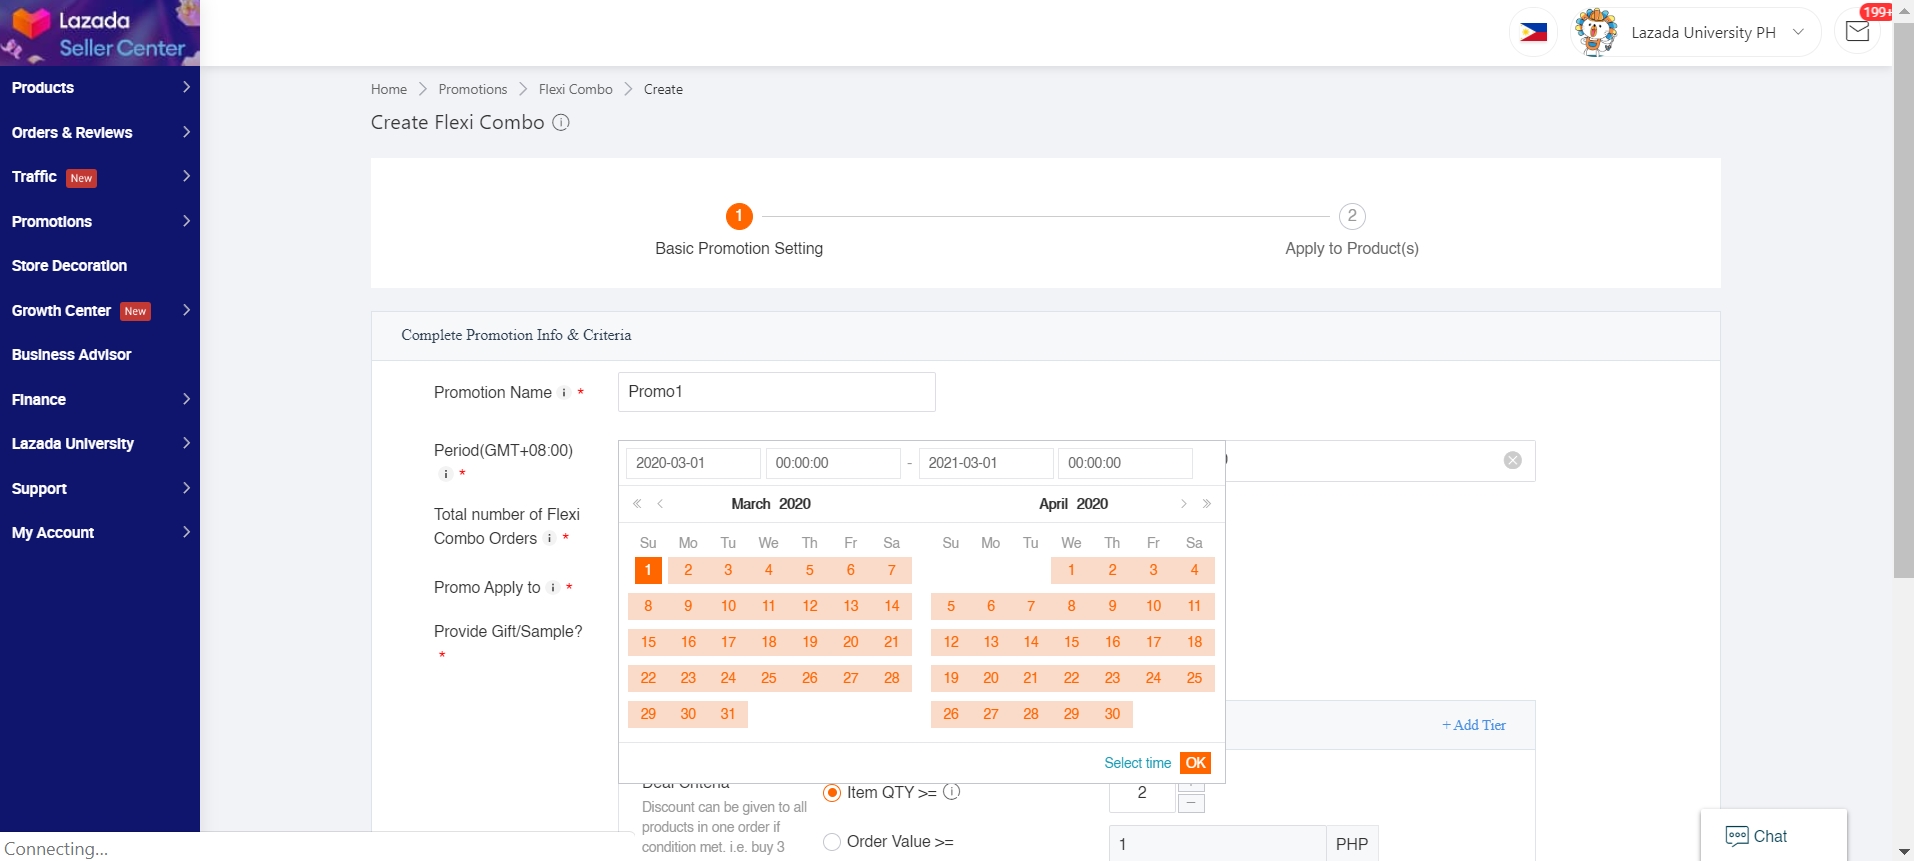 Lazada
Seller Center
Lazada University PH
199+
Products
Orders & Reviews
Traffic New
Promotions
Store Decoration
Growth Center New
Business Advisor
Finance
Lazada University
Support
My Account
Home > Promotions > Flexi Combo > Create
Create Flexi Combo
1
2
Basic Promotion Setting
Apply to Product(s)
Complete Promotion Info & Criteria
Promotion Name i * Promo1
Period(GMT+08:00)
i *
2020-03-01 00:00:00 - 2021-03-01 00:00:00
Total number of Flexi
Combo Orders i *
Promo Apply to i *
Provide Gift/Sample?
*
« < March 2020 April 2020 > »
Su Mo Tu We Th Fr Sa Su Mo Tu We Th Fr Sa
1 2 3 4 5 6 7 1 2 3 4
8 9 10 11 12 13 14 5 6 7 8 9 10 11
15 16 17 18 19 20 21 12 13 14 15 16 17 18
22 23 24 25 26 27 28 19 20 21 22 23 24 25
29 30 31 26 27 28 29 30
+ Add Tier
Select time OK
Deal Criteria
Discount can be given to all
products in one order if
condition met. i.e. buy 3
Item QTY >= 2
Order Value >= 1 PHP
Chat
Connecting...